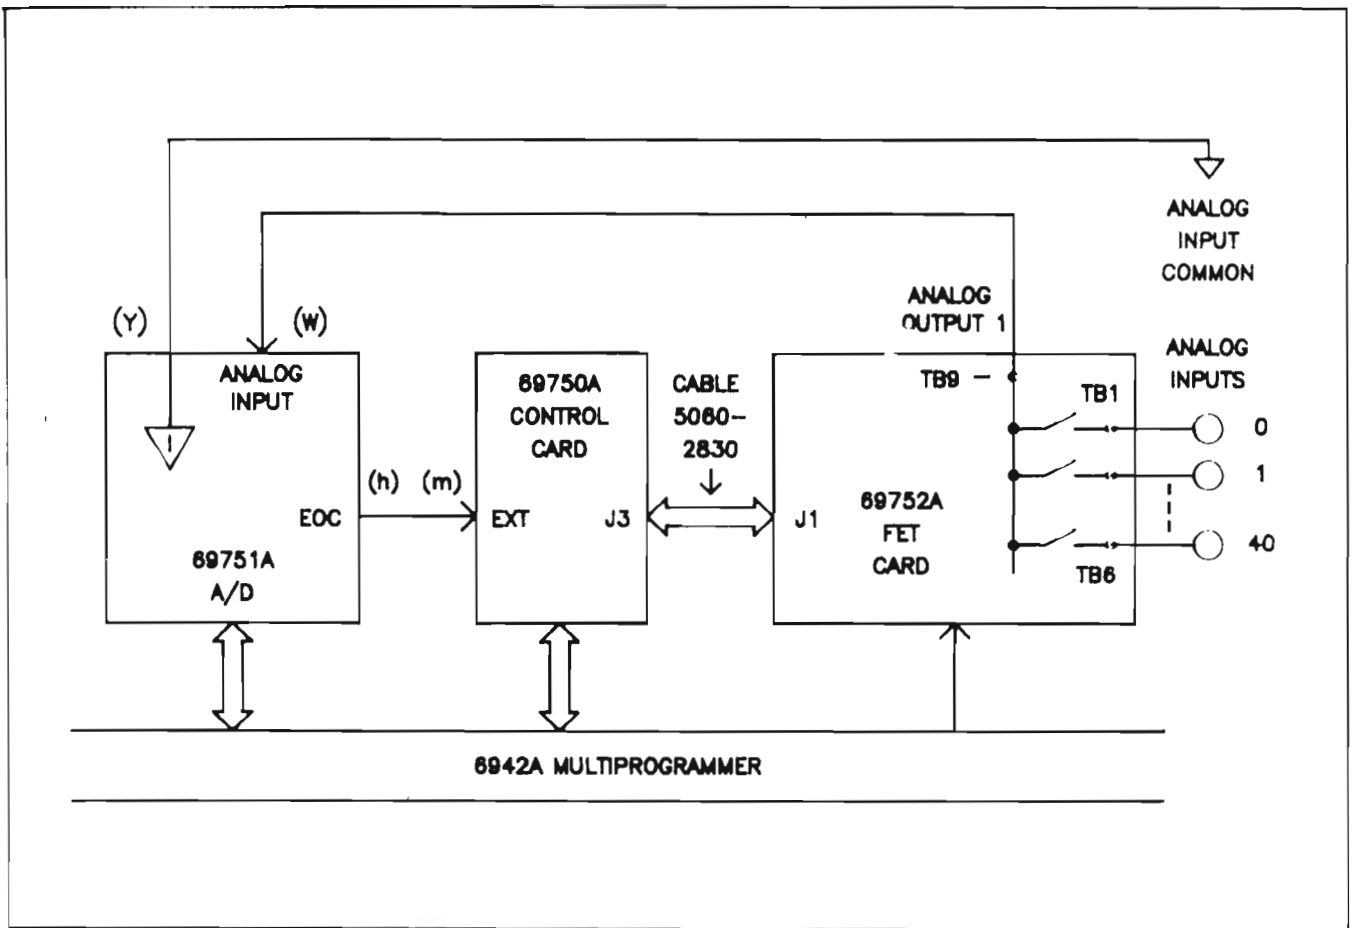 ANALOG
INPUT
COMMON
(Y)
(W)
ANALOG
OUTPUT 1
ANALOG
INPUTS
ANALOG
INPUT
69750A
CONTROL
CARD
CABLE
5060-
2830
TB9
TB1
0
1
(h) (m)
EOC
EXT
J3
J1
69752A
FET
CARD
40
TB6
69751A
A/D
I
6942A MULTIPROGRAMMER